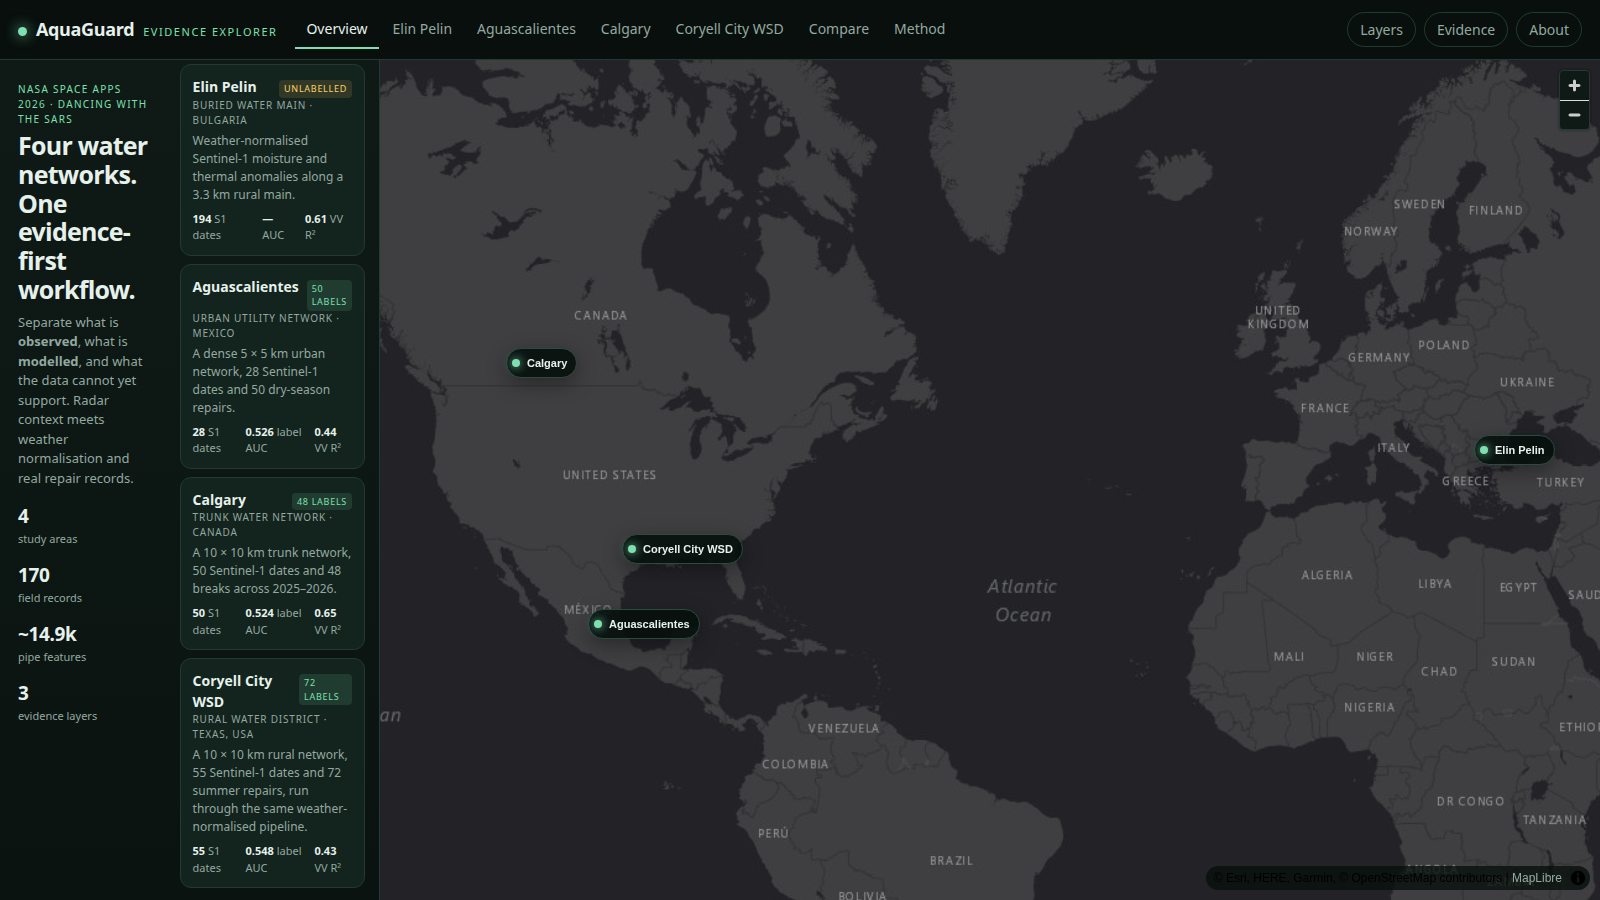 AquaGuard EVIDENCE EXPLORER
Overview
Elin Pelin
Aguascalientes
Calgary
Coryell City WSD
Compare
Method
Layers
Evidence
About
NASA SPACE APPS
2026 · DANCING WITH
THE SARS
Four water
networks.
One
evidence-
first
workflow.
Separate what is
observed, what is
modelled, and what
the data cannot yet
support. Radar
context meets
weather
normalisation and
real repair records.
4
study areas
170
field records
~14.9k
pipe features
3
evidence layers
Elin Pelin
UNLABELLED
BURIED WATER MAIN ·
BULGARIA
Weather-normalised
Sentinel-1 moisture and
thermal anomalies along a
3.3 km rural main.
194 S1
dates
—
AUC
0.61 VV
R²
Aguascalientes
50
LABELS
URBAN UTILITY NETWORK ·
MEXICO
A dense 5 × 5 km urban
network, 28 Sentinel-1
dates and 50 dry-season
repairs.
28 S1
dates
0.526 label
AUC
0.44
VV R²
Calgary
48 LABELS
TRUNK WATER NETWORK ·
CANADA
A 10 × 10 km trunk network,
50 Sentinel-1 dates and 48
breaks across 2025–2026.
50 S1
dates
0.524 label
AUC
0.65
VV R²
Coryell City
WSD
72
LABELS
RURAL WATER DISTRICT ·
TEXAS, USA
A 10 × 10 km rural network,
55 Sentinel-1 dates and 72
summer repairs, run
through the same weather-
normalised pipeline.
55 S1
dates
0.548 label
AUC
0.43
VV R²
+
−
SWEDEN
FINLAND
NORWAY
CANADA
UNITED
KINGDOM
POLAND
GERMANY
Calgary
UKRAINE
FRANCE
ITALY
Elin Pelin
UNITED STATES
GREECE
TURKEY
Coryell City WSD
Atlantic
Ocean
ALGERIA
LIBYA
EGYPT
SAUD
MÉXICO
Aguascalientes
MALI
NIGER
CHAD
SUDAN
NIGERIA
an
VENEZUELA
ETHIOP
COLOMBIA
DR CONGO
TANZANIA
PERÚ
BRAZIL
ANGOLA
BOLIVIA
© Esri, HERE, Garmin, © OpenStreetMap contributors | MapLibre